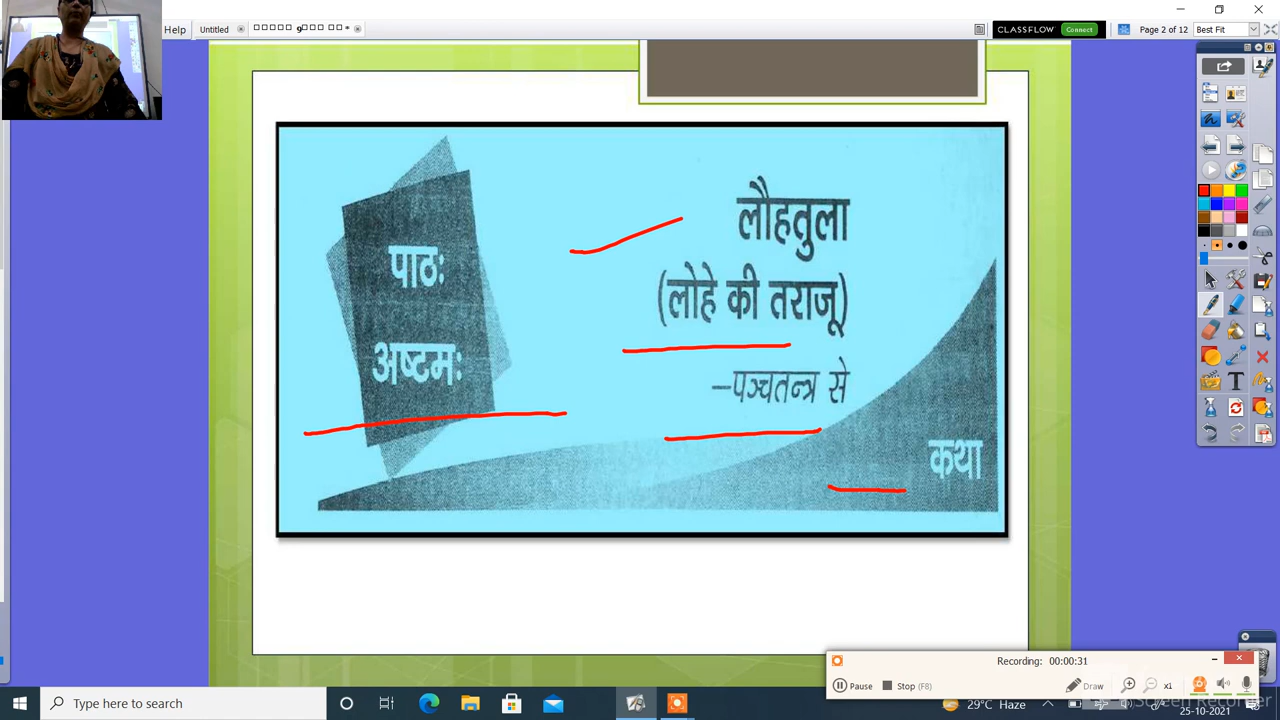 Help
Untitled
CLASSFLOW
Connect
Page 2 of 12
Best Fit
पाठः
अष्टमः
लौहतुला
(लोहे की तराजू)
—पञ्चतन्त्र से
कथा
Recording: 00:00:31
Pause
Stop (F8)
Draw
x1
Type here to search
29°C Haze
25-10-2021